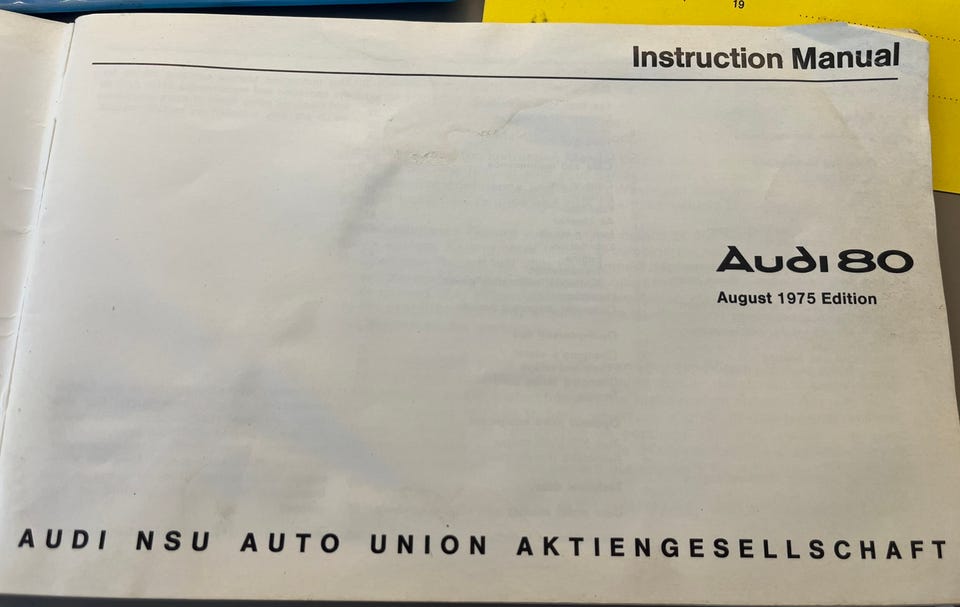 19
Instruction Manual
Audi 80
August 1975 Edition
AUDI NSU AUTO UNION AKTIENGESELLSCHAFT